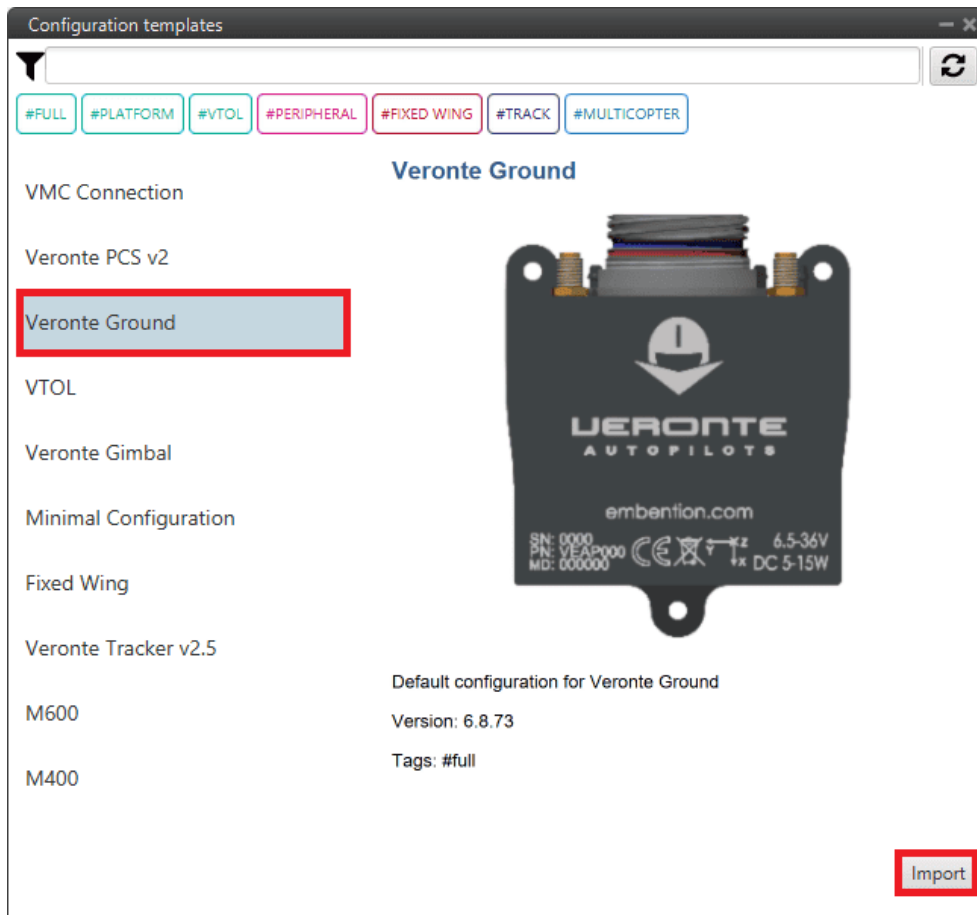 Configuration templates
#FULL #PLATFORM #VTOL #PERIPHERAL #FIXED WING #TRACK #MULTICOPTER
VMC Connection
Veronte PCS v2
Veronte Ground
VTOL
Veronte Gimbal
Minimal Configuration
Fixed Wing
Veronte Tracker v2.5
M600
M400
Veronte Ground
VERONTE
AUTOPILOTS
embention.com
SN: 0000
PN: VEAP000
MD: 000000
CE
Y
X Z
+X
6.5-36V
DC 5-15W
Default configuration for Veronte Ground
Version: 6.8.73
Tags: #full
Import